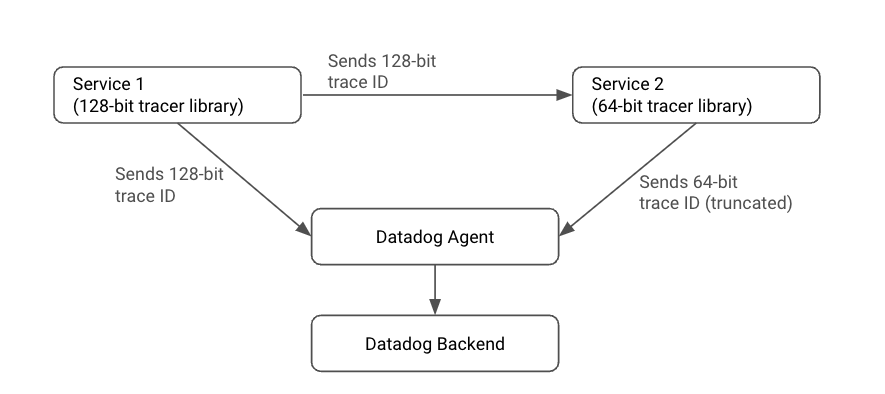 Sends 128-bit
trace ID
Service 1
(128-bit tracer library)
Service 2
(64-bit tracer library)
Sends 128-bit
trace ID
Sends 64-bit
trace ID (truncated)
Datadog Agent
Datadog Backend